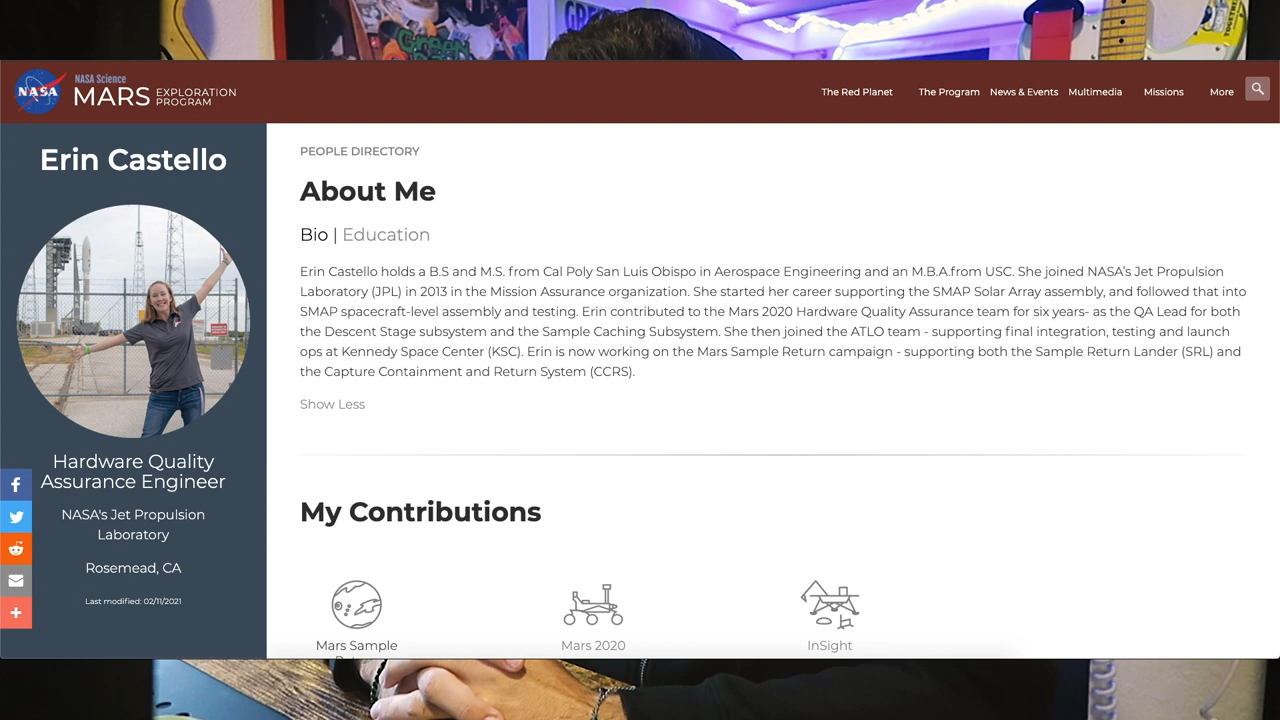 NASA
NASA Science
MARS EXPLORATION PROGRAM
The Red Planet
The Program
News & Events
Multimedia
Missions
More
Erin Castello
Hardware Quality
Assurance Engineer
NASA's Jet Propulsion
Laboratory
Rosemead, CA
Last modified: 02/11/2021
PEOPLE DIRECTORY
About Me
Bio | Education
Erin Castello holds a B.S and M.S. from Cal Poly San Luis Obispo in Aerospace Engineering and an M.B.A.from USC. She joined NASA's Jet Propulsion
Laboratory (JPL) in 2013 in the Mission Assurance organization. She started her career supporting the SMAP Solar Array assembly, and followed that into
SMAP spacecraft-level assembly and testing. Erin contributed to the Mars 2020 Hardware Quality Assurance team for six years- as the QA Lead for both
the Descent Stage subsystem and the Sample Caching Subsystem. She then joined the ATLO team - supporting final integration, testing and launch
ops at Kennedy Space Center (KSC). Erin is now working on the Mars Sample Return campaign - supporting both the Sample Return Lander (SRL) and
the Capture Containment and Return System (CCRS).
Show Less
My Contributions
Mars Sample
Mars 2020
InSight